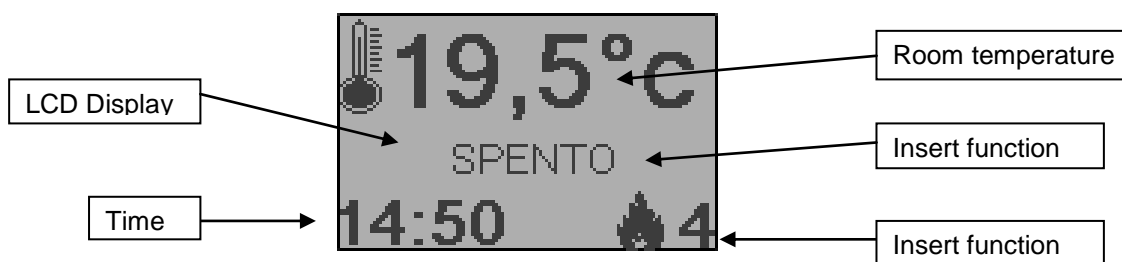 19,5°C
Room temperature
LCD Display
SPENTO
Insert function
Time
14:50
4
Insert function